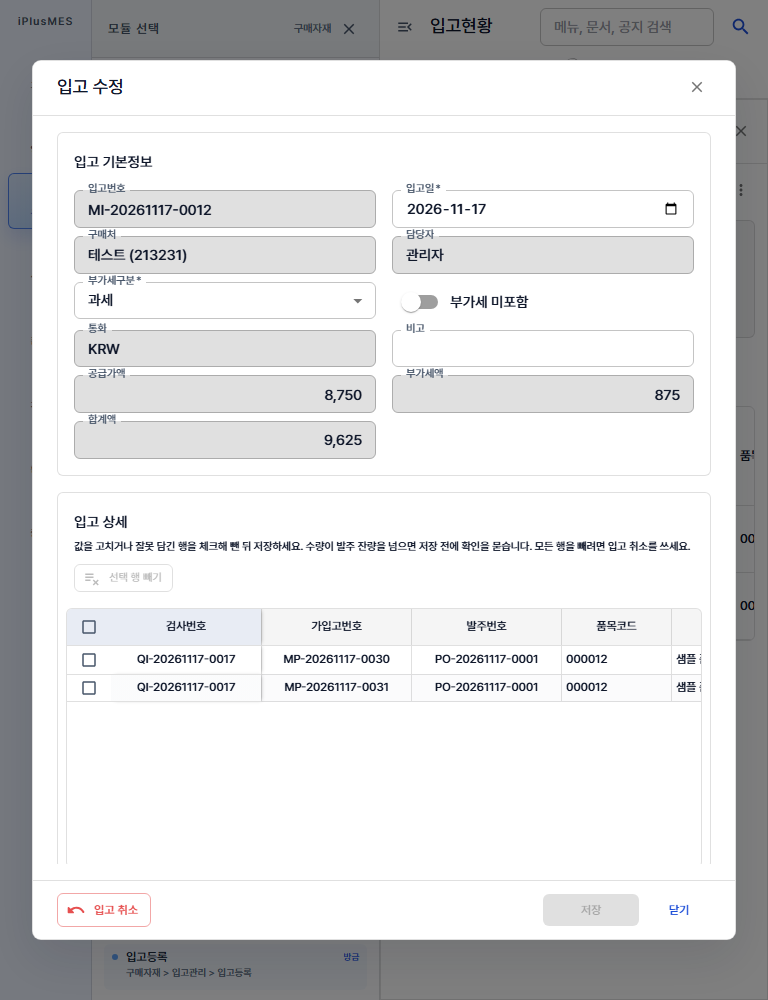 iPlusMES
모듈 선택
구매자재
입고현황
메뉴, 문서, 공지 검색
입고 수정
입고 기본정보
입고번호
MI-20261117-0012
입고일*
2026-11-17
구매처
테스트 (213231)
담당자
관리자
부가세구분*
과세
부가세 미포함
통화
KRW
비고
공급가액
8,750
부가세액
875
합계액
9,625
입고 상세
값을 고치거나 잘못 담긴 행을 체크해 뺀 뒤 저장하세요. 수량이 발주 잔량을 넘으면 저장 전에 확인을 묻습니다. 모든 행을 빼려면 입고 취소를 쓰세요.
선택 행 빼기
검사번호 가입고번호 발주번호 품목코드
QI-20261117-0017 MP-20261117-0030 PO-20261117-0001 000012 샘플
QI-20261117-0017 MP-20261117-0031 PO-20261117-0001 000012 샘플
00
00
입고 취소
저장
닫기
입고등록
방금
구매자재 > 입고관리 > 입고등록